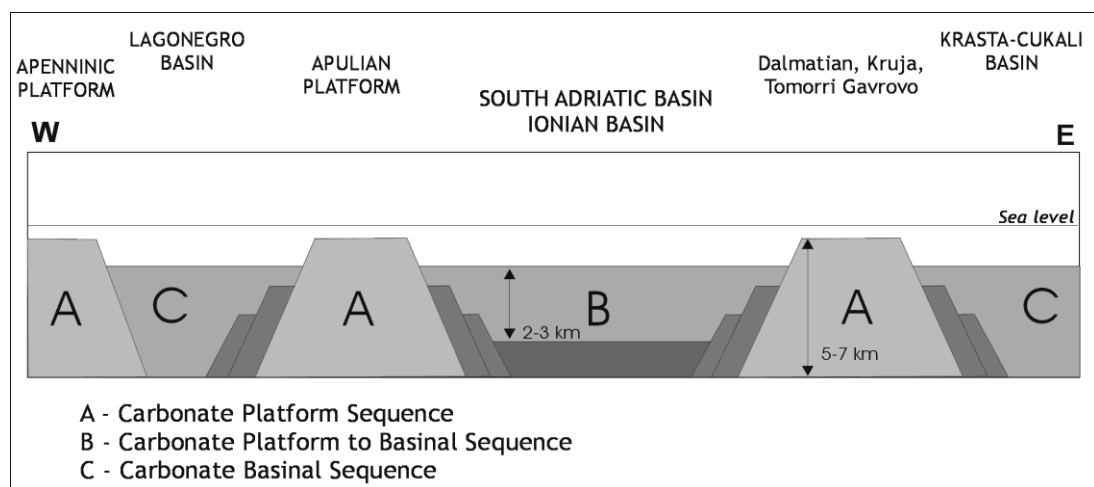 APENNINIC
PLATFORM
LAGONEGRO
BASIN
APULIAN
PLATFORM
SOUTH ADRIATIC BASIN
IONIAN BASIN
Dalmatian, Kruja,
Tomorri Gavrovo
KRASTA-CUKALI
BASIN
W
E
Sea level
A
C
A
B
A
C
2-3 km
5-7 km
A - Carbonate Platform Sequence
B - Carbonate Platform to Basinal Sequence
C - Carbonate Basinal Sequence